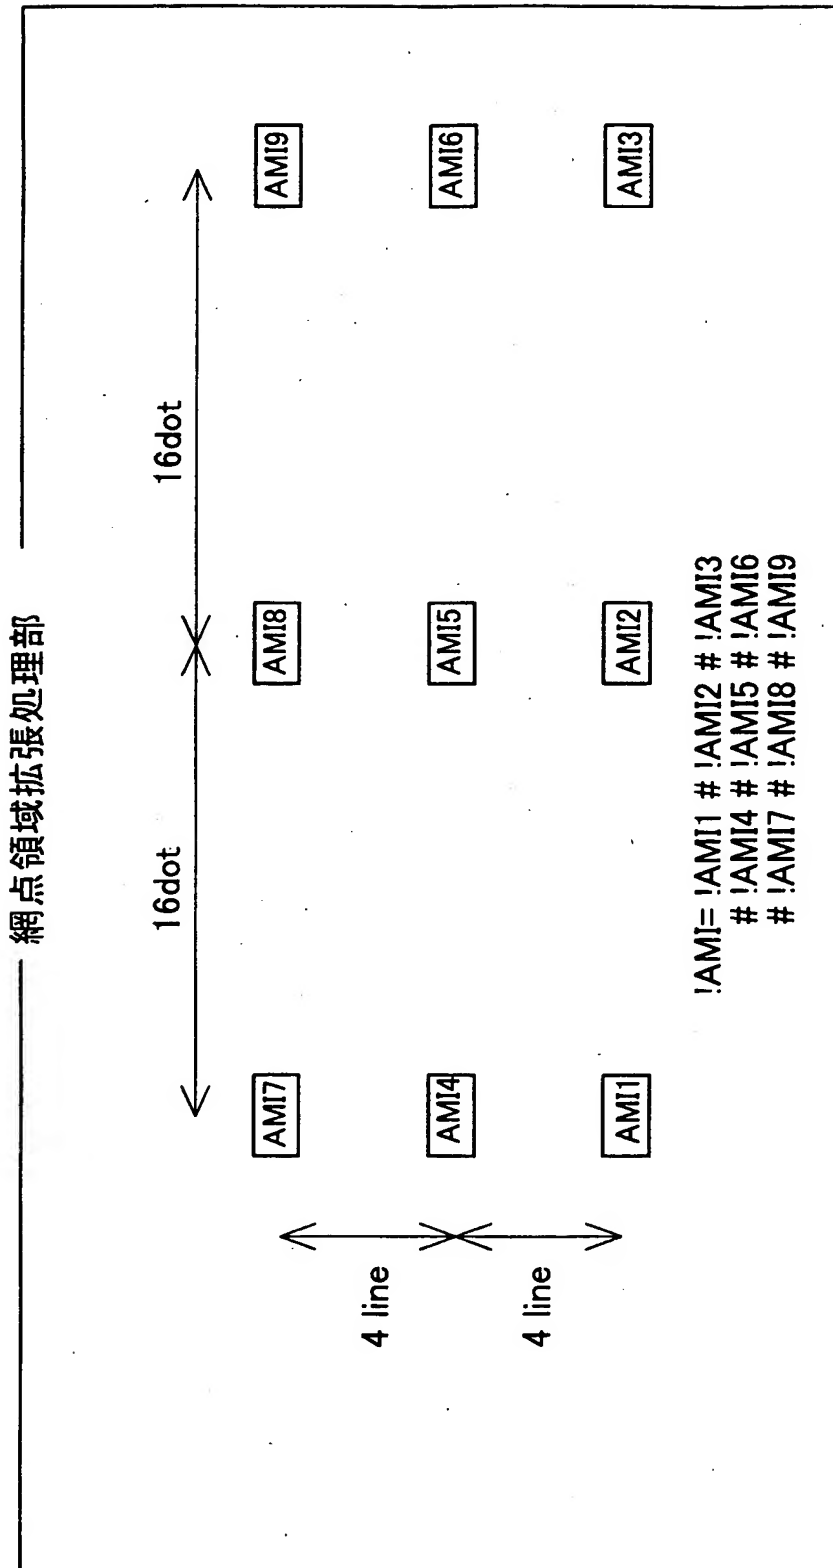 網点領域拡張処理部
16dot
16dot
AMI7
AMI8
AMI9
4 line
AMI4
AMI5
AMI6
4 line
AMI1
AMI2
AMI3
!AMI= !AMI1 # !AMI2 # !AMI3
# !AMI4 # !AMI5 # !AMI6
# !AMI7 # !AMI8 # !AMI9